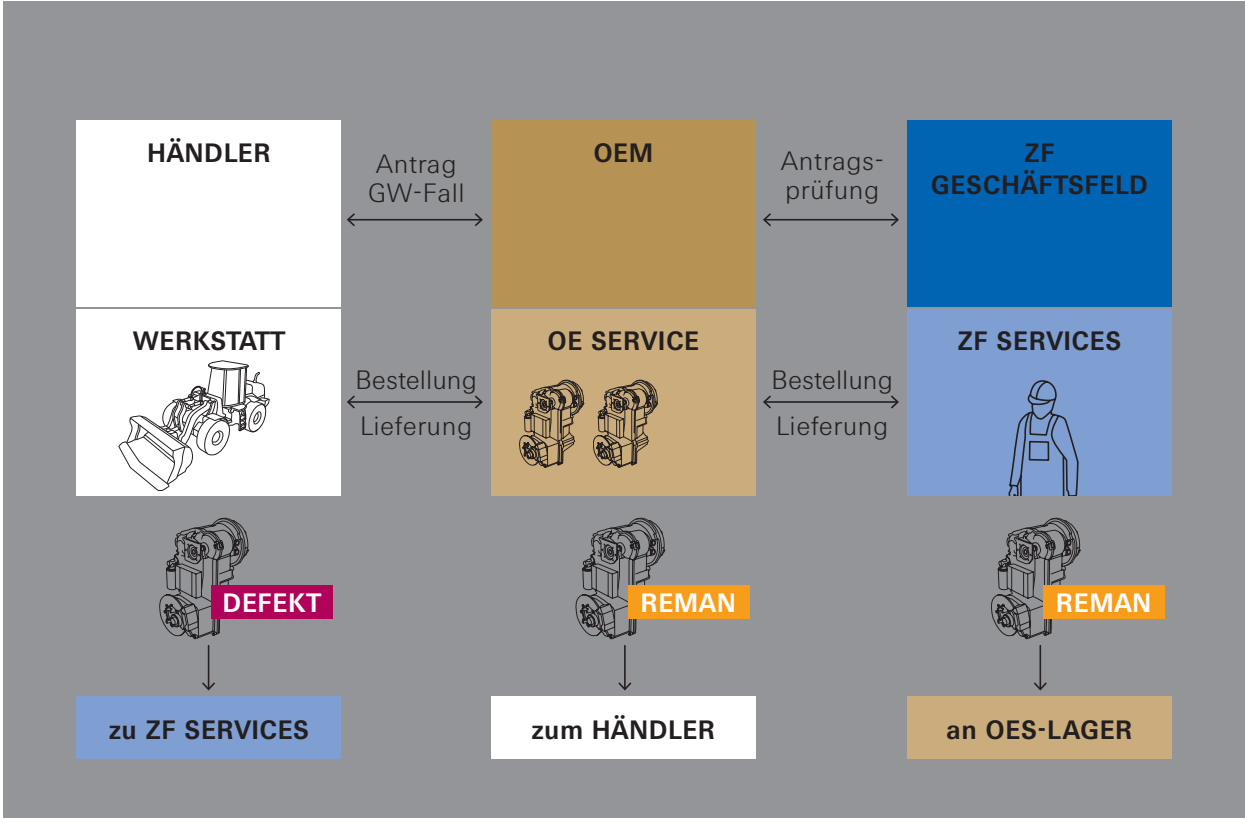 HÄNDLER
Antrag
GW-Fall
OEM
Antrags-
prüfung
ZF
GESCHÄFTSFELD
WERKSTATT
Bestellung
Lieferung
OE SERVICE
Bestellung
Lieferung
ZF SERVICES
DEFEKT
REMAN
REMAN
zu ZF SERVICES
zum HÄNDLER
an OES-LAGER